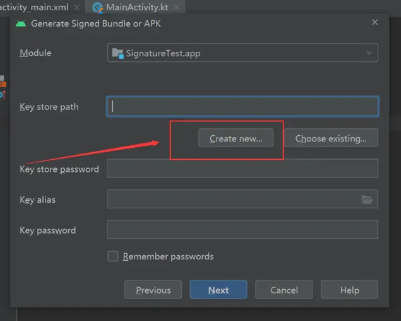 activity_main.xml MainActivity.kt
Generate Signed Bundle or APK
Module SignatureTest.app
Key store path
Create new... Choose existing...
Key store password
Key alias
Key password
Remember passwords
Previous Next Cancel Help